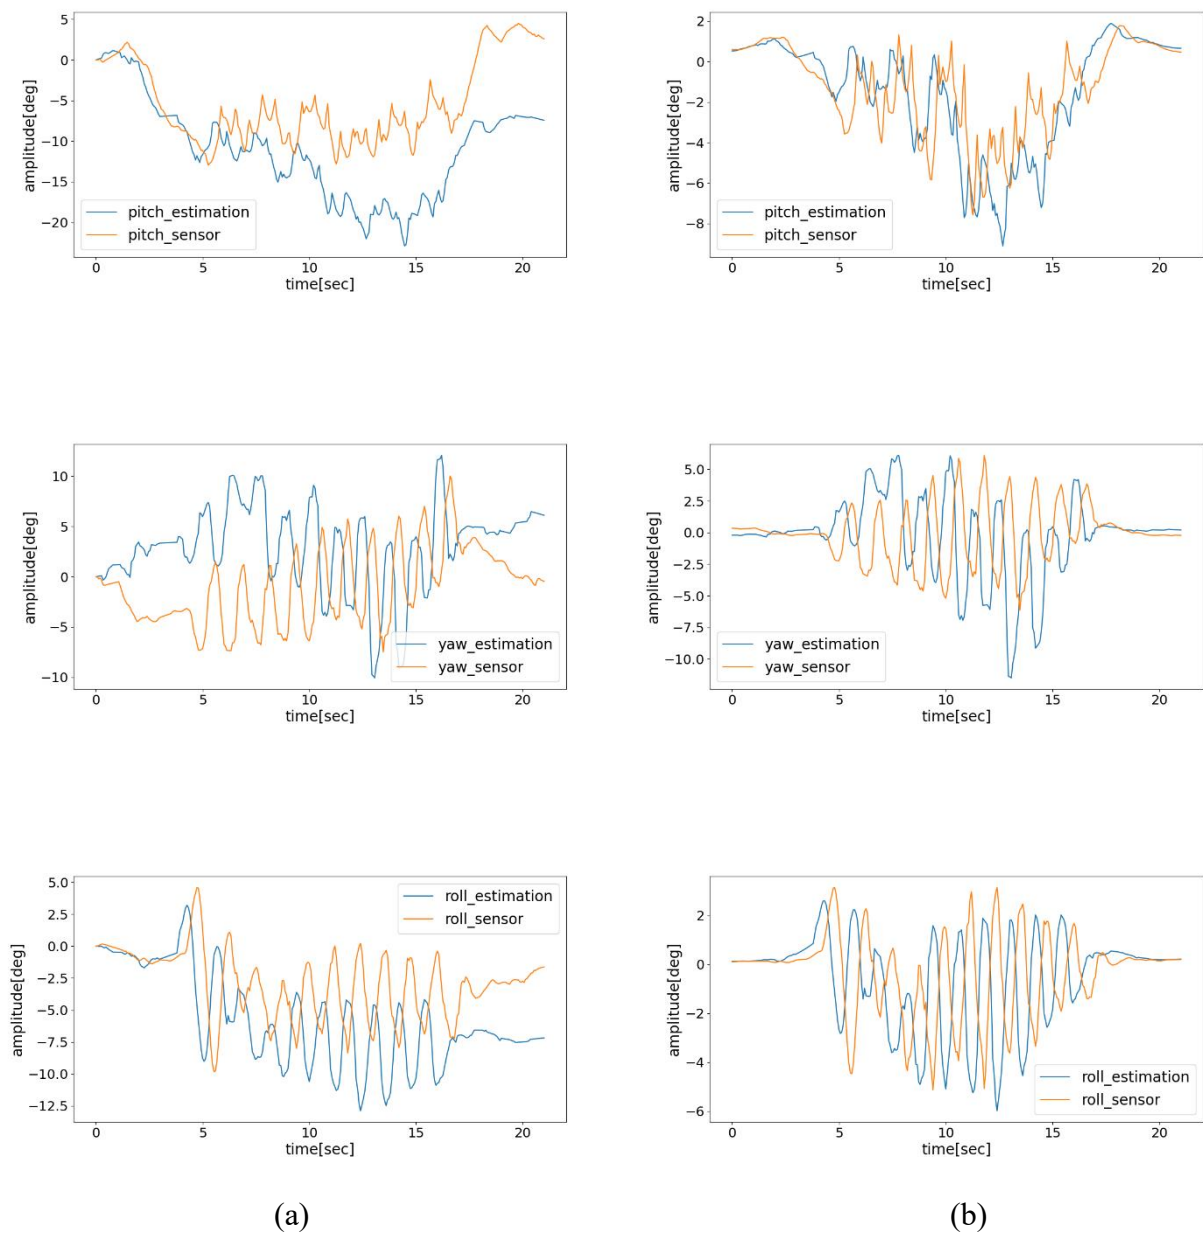 5
0
−5
−10
−15
−20
amplitude[deg]
pitch_estimation
pitch_sensor
0 5 10 15 20
time[sec]
2
0
−2
−4
−6
−8
amplitude[deg]
pitch_estimation
pitch_sensor
0 5 10 15 20
time[sec]
10
5
0
−5
−10
amplitude[deg]
yaw_estimation
yaw_sensor
0 5 10 15 20
time[sec]
5.0
2.5
0.0
−2.5
−5.0
−7.5
−10.0
amplitude[deg]
yaw_estimation
yaw_sensor
0 5 10 15 20
time[sec]
5.0
2.5
0.0
−2.5
−5.0
−7.5
−10.0
−12.5
amplitude[deg]
roll_estimation
roll_sensor
0 5 10 15 20
time[sec]
2
0
−2
−4
−6
amplitude[deg]
roll_estimation
roll_sensor
0 5 10 15 20
time[sec]
(a)
(b)